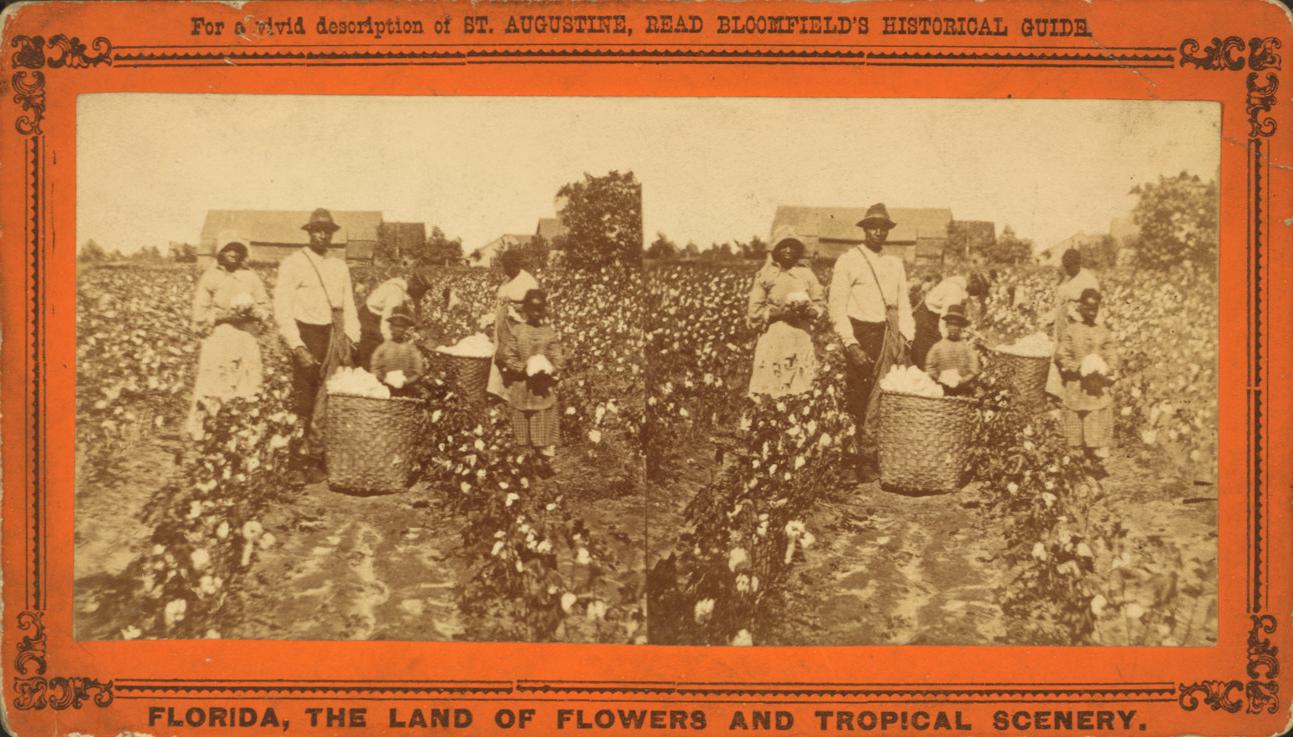 For a vivid description of ST. AUGUSTINE, READ BLOOMFIELD'S HISTORICAL GUIDE.
FLORIDA, THE LAND OF FLOWERS AND TROPICAL SCENERY.